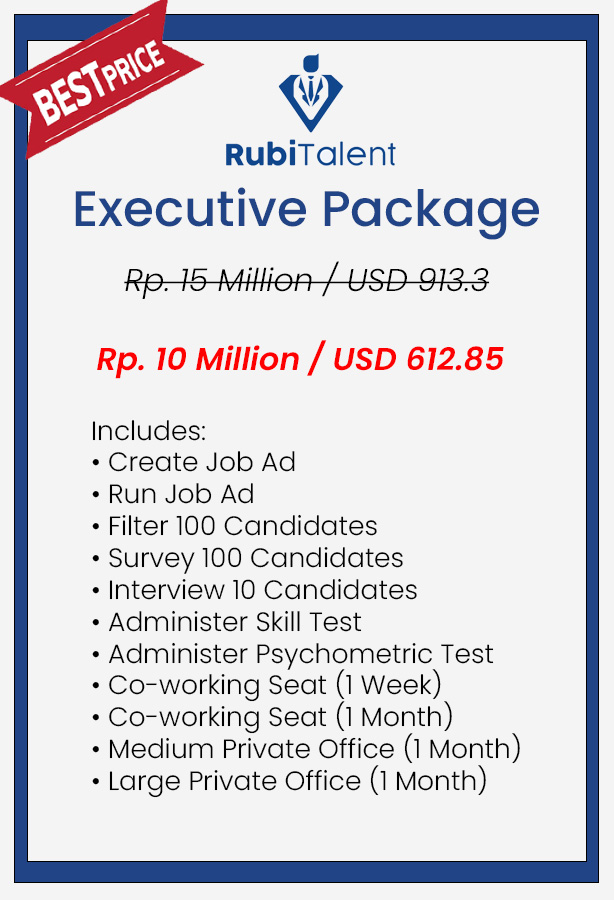 BEST PRICE
RubiTalent
Executive Package
Rp. 15 Million / USD 913.3
Rp. 10 Million / USD 612.85
Includes:
• Create Job Ad
• Run Job Ad
• Filter 100 Candidates
• Survey 100 Candidates
• Interview 10 Candidates
• Administer Skill Test
• Administer Psychometric Test
• Co-working Seat (1 Week)
• Co-working Seat (1 Month)
• Medium Private Office (1 Month)
• Large Private Office (1 Month)